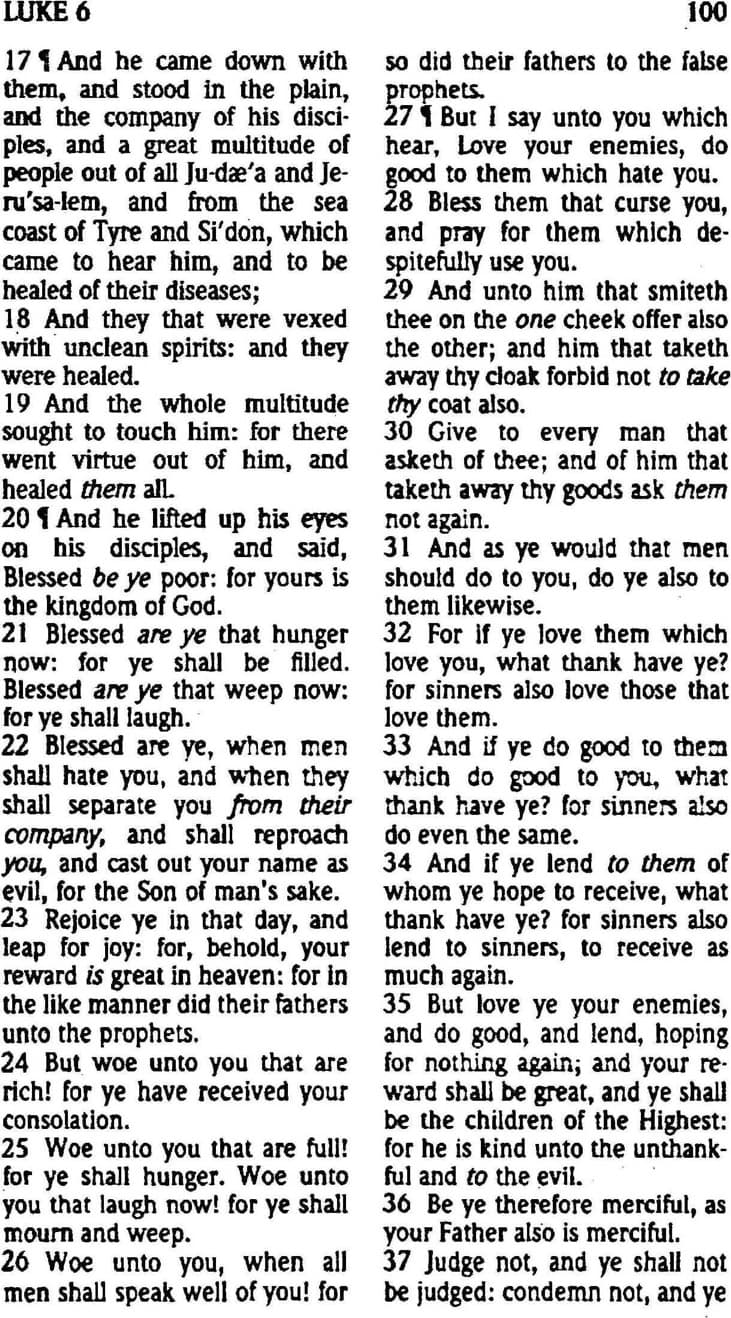 LUKE 6
100
17 ¶ And he came down with
them, and stood in the plain,
and the company of his disci-
ples, and a great multitude of
people out of all Ju-dæ'a and Je-
ru'sa-lem, and from the sea
coast of Tyre and Si'don, which
came to hear him, and to be
healed of their diseases;
18 And they that were vexed
with unclean spirits: and they
were healed.
19 And the whole multitude
sought to touch him: for there
went virtue out of him, and
healed them all.
20 ¶ And he lifted up his eyes
on his disciples, and said,
Blessed be ye poor: for yours is
the kingdom of God.
21 Blessed are ye that hunger
now: for ye shall be filled.
Blessed are ye that weep now:
for ye shall laugh.
22 Blessed are ye, when men
shall hate you, and when they
shall separate you from their
company, and shall reproach
you, and cast out your name as
evil, for the Son of man's sake.
23 Rejoice ye in that day, and
leap for joy: for, behold, your
reward is great in heaven: for in
the like manner did their fathers
unto the prophets.
24 But woe unto you that are
rich! for ye have received your
consolation.
25 Woe unto you that are full!
for ye shall hunger. Woe unto
you that laugh now! for ye shall
mourn and weep.
26 Woe unto you, when all
men shall speak well of you! for
so did their fathers to the false
prophets.
27 ¶ But I say unto you which
hear, Love your enemies, do
good to them which hate you.
28 Bless them that curse you,
and pray for them which de-
spitefully use you.
29 And unto him that smiteth
thee on the one cheek offer also
the other; and him that taketh
away thy cloak forbid not to take
thy coat also.
30 Give to every man that
asketh of thee; and of him that
taketh away thy goods ask them
not again.
31 And as ye would that men
should do to you, do ye also to
them likewise.
32 For if ye love them which
love you, what thank have ye?
for sinners also love those that
love them.
33 And if ye do good to them
which do good to you, what
thank have ye? for sinners also
do even the same.
34 And if ye lend to them of
whom ye hope to receive, what
thank have ye? for sinners also
lend to sinners, to receive as
much again.
35 But love ye your enemies,
and do good, and lend, hoping
for nothing again; and your re-
ward shall be great, and ye shall
be the children of the Highest:
for he is kind unto the unthank-
ful and to the evil.
36 Be ye therefore merciful, as
your Father also is merciful.
37 Judge not, and ye shall not
be judged: condemn not, and ye